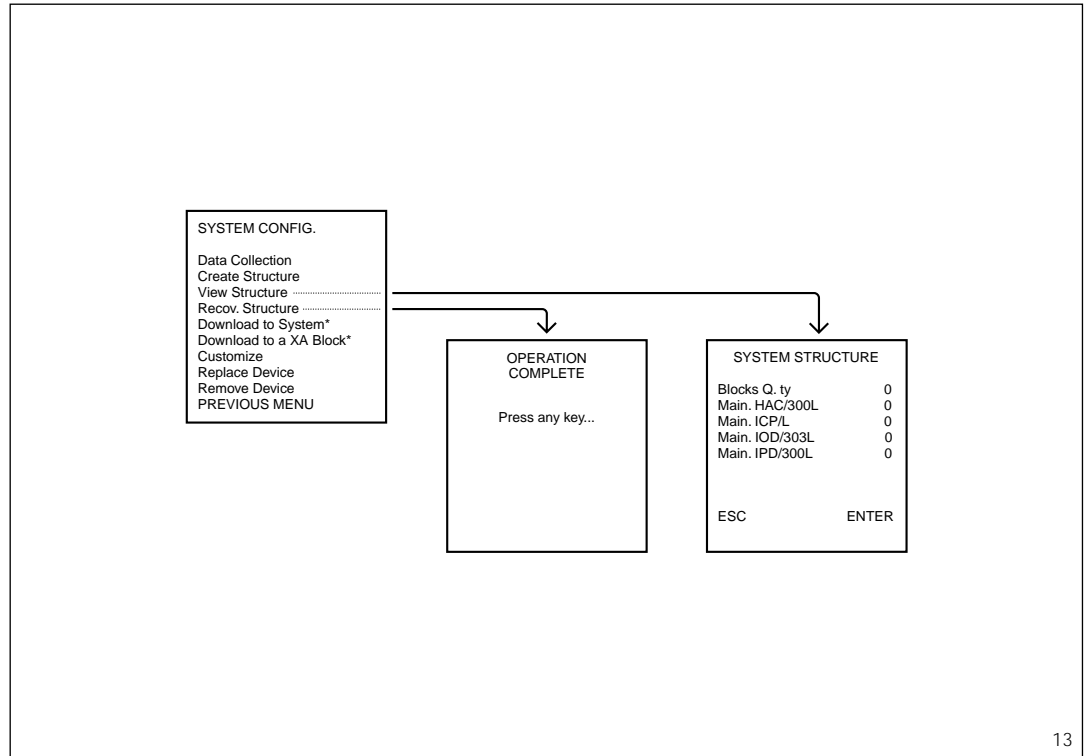 SYSTEM CONFIG.
Data Collection
Create Structure
View Structure
Recov. Structure
Download to System*
Download to a XA Block*
Customize
Replace Device
Remove Device
PREVIOUS MENU
OPERATION
COMPLETE
Press any key...
SYSTEM STRUCTURE
Blocks Q. ty 0
Main. HAC/300L 0
Main. ICP/L 0
Main. IOD/303L 0
Main. IPD/300L 0
ESC ENTER
13